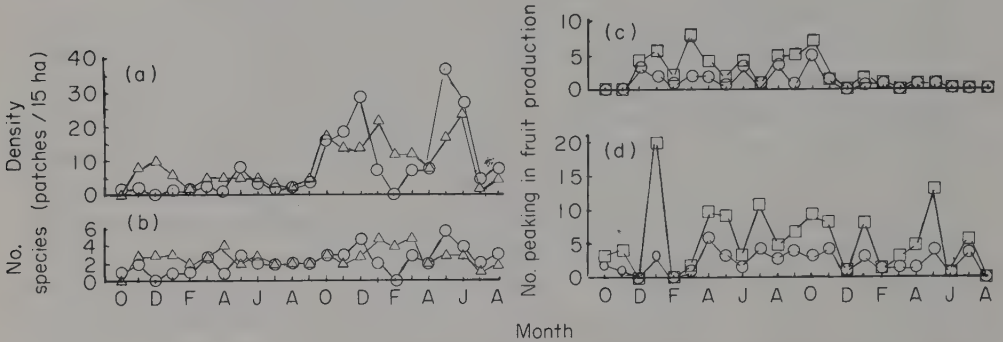 (a)
Density
(patches / 15 ha)
40
30
20
10
0
(b)
No.
species
6
4
2
0
O D F A J A O D F A J A
(c)
No. peaking in fruit production
10
5
0
(d)
20
15
10
5
0
O D F A J A O D F A J A
Month